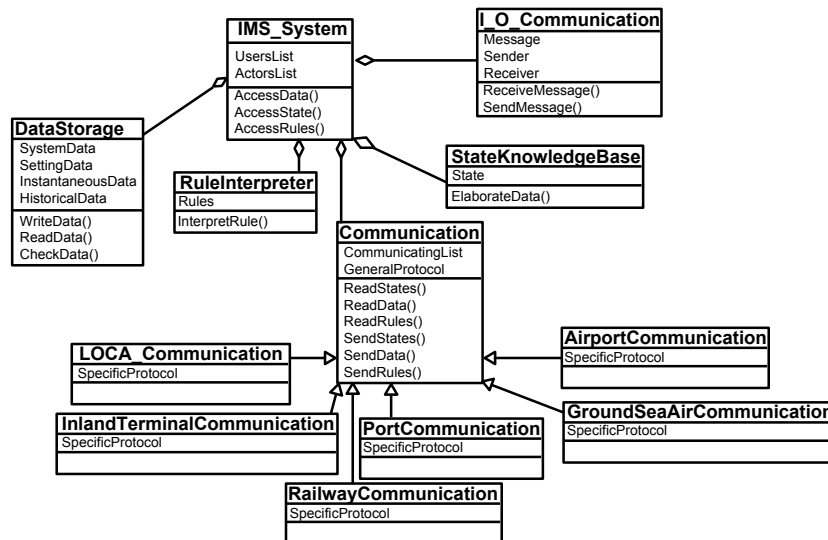 IMS_System
UsersList
ActorsList
AccessData()
AccessState()
AccessRules()
I_O_Communication
Message
Sender
Receiver
ReceiveMessage()
SendMessage()
DataStorage
SystemData
SettingData
InstantaneousData
HistoricalData
WriteData()
ReadData()
CheckData()
RuleInterpreter
Rules
InterpretRule()
StateKnowledgeBase
State
ElaborateData()
Communication
CommunicatingList
GeneralProtocol
ReadStates()
ReadData()
ReadRules()
SendStates()
SendData()
SendRules()
LOCA_Communication
SpecificProtocol
AirportCommunication
SpecificProtocol
InlandTerminalCommunication
SpecificProtocol
PortCommunication
SpecificProtocol
GroundSeaAirCommunication
SpecificProtocol
RailwayCommunication
SpecificProtocol